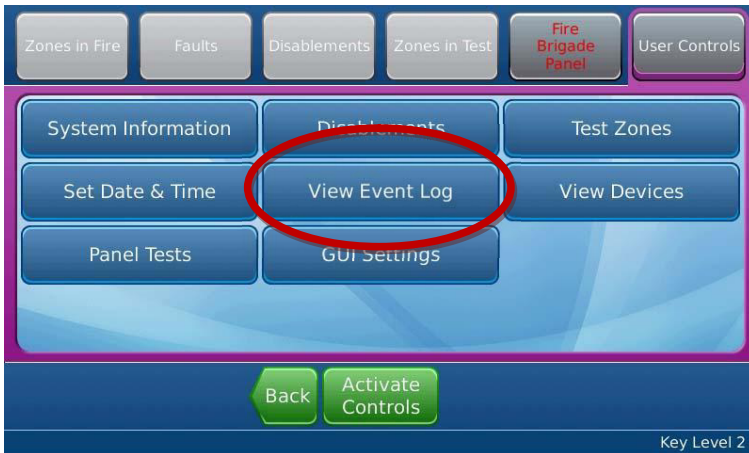 Zones in Fire
Faults
Disablements
Zones in Test
Fire
Brigade
Panel
User Controls
System Information
Disablements
Test Zones
Set Date & Time
View Event Log
View Devices
Panel Tests
GUI Settings
Back
Activate
Controls
Key Level 2